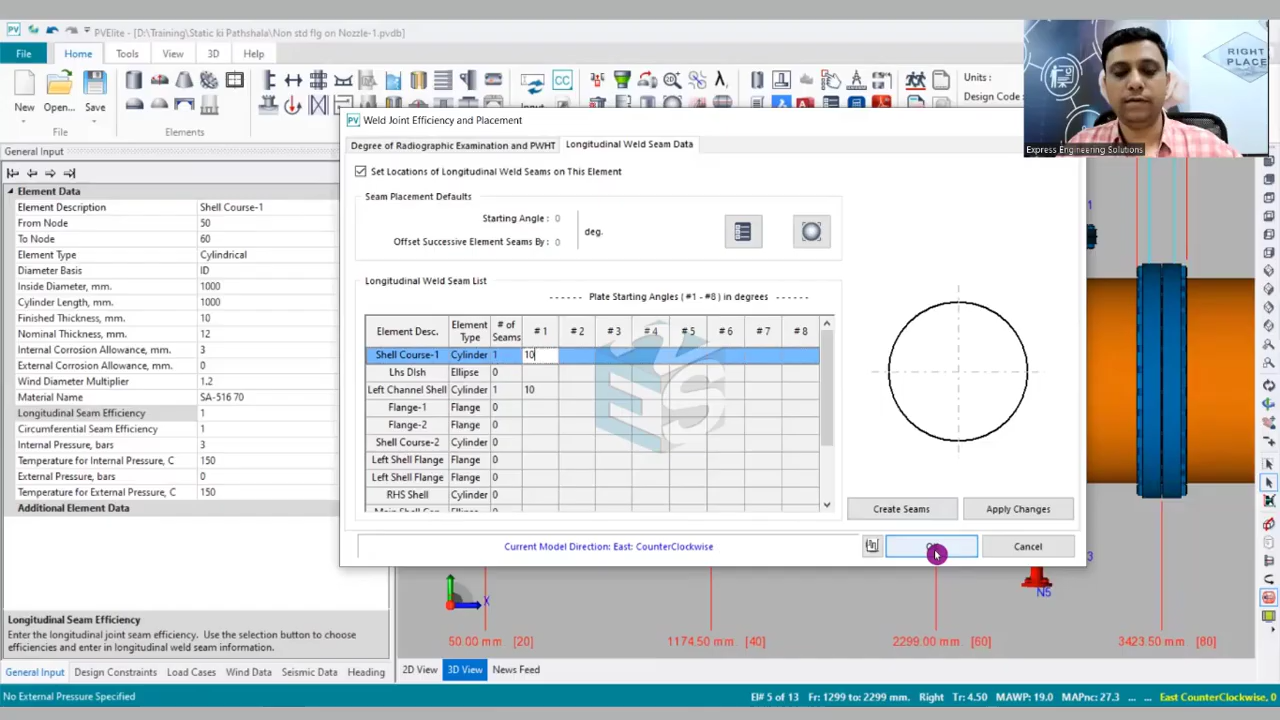 PVElite - [D:\Training\Static ki Pathshala\Non std flg on Nozzle-1.pvdb]
File Home Tools View 3D Help
New Open... Save
File Elements
Units :
Design Code :
RIGHT
PLACE
Express Engineering Solutions
General Input
Element Data
Element Description Shell Course-1
From Node 50
To Node 60
Element Type Cylindrical
Diameter Basis ID
Inside Diameter, mm. 1000
Cylinder Length, mm. 1000
Finished Thickness, mm. 10
Nominal Thickness, mm. 12
Internal Corrosion Allowance, mm. 3
External Corrosion Allowance, mm. 0
Wind Diameter Multiplier 1.2
Material Name SA-516 70
Longitudinal Seam Efficiency 1
Circumferential Seam Efficiency 1
Internal Pressure, bars 3
Temperature for Internal Pressure, C 150
External Pressure, bars 0
Temperature for External Pressure, C 150
Additional Element Data
Longitudinal Seam Efficiency
Enter the longitudinal joint seam efficiency. Use the selection button to choose
efficiencies and enter in longitudinal weld seam information.
General Input Design Constraints Load Cases Wind Data Seismic Data Heading
Weld Joint Efficiency and Placement
Degree of Radiographic Examination and PWHT Longitudinal Weld Seam Data
Set Locations of Longitudinal Weld Seams on This Element
Seam Placement Defaults
Starting Angle : 0
deg.
Offset Successive Element Seams By : 0
Longitudinal Weld Seam List
------ Plate Starting Angles ( #1 - #8 ) in degrees ------
Element Desc. Element Type # of Seams # 1 # 2 # 3 # 4 # 5 # 6 # 7 # 8
Shell Course-1 Cylinder 1 10
Lhs DIsh Ellipse 0
Left Channel Shell Cylinder 1 10
Flange-1 Flange 0
Flange-2 Flange 0
Shell Course-2 Cylinder 0
Left Shell Flange Flange 0
Left Shell Flange Flange 0
RHS Shell Cylinder 0
Create Seams Apply Changes
Current Model Direction: East: CounterClockwise
Cancel
1
3
N5
X
50.00 mm [20] 1174.50 mm [40] 2299.00 mm [60] 3423.50 mm [80]
2D View 3D View News Feed
No External Pressure Specified
El# 5 of 13 Fr: 1299 to: 2299 mm. Right Tr: 4.50 MAWP: 19.0 MAPnc: 27.3 ... ... East CounterClockwise, 0